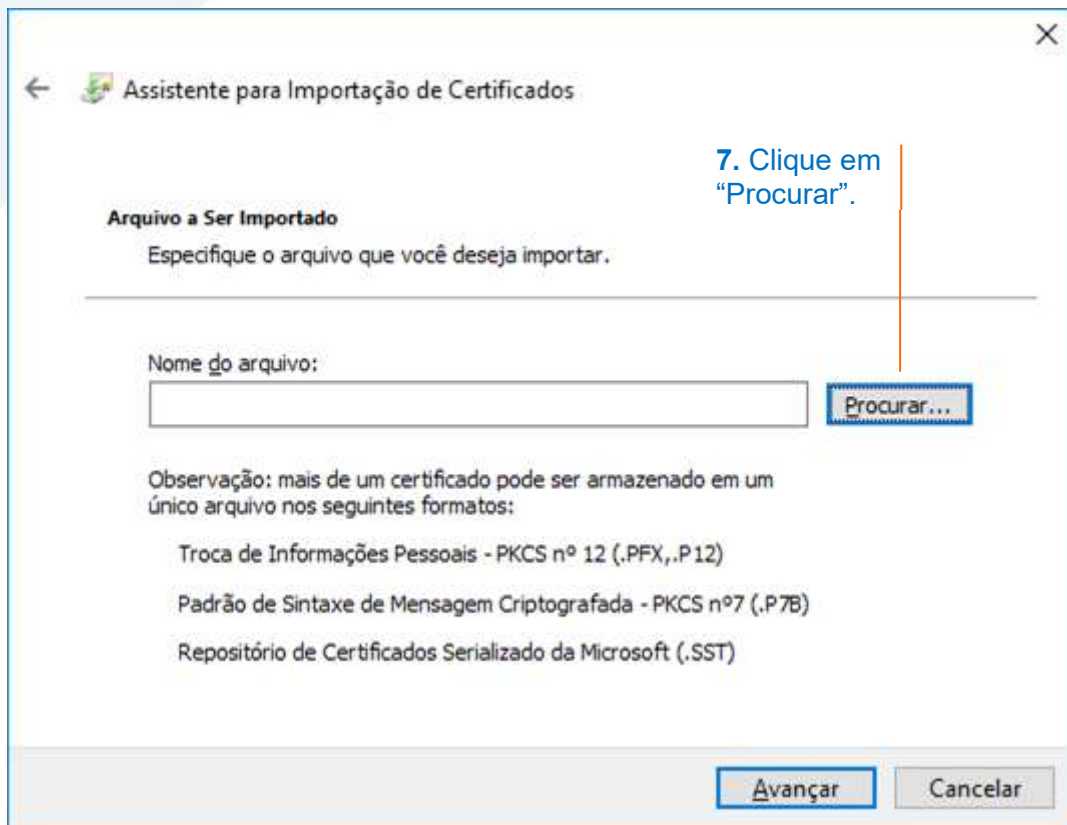 Assistente para Importação de Certificados
7. Clique em
“Procurar”.
Arquivo a Ser Importado
Especifique o arquivo que você deseja importar.
Nome do arquivo:
Procurar...
Observação: mais de um certificado pode ser armazenado em um
único arquivo nos seguintes formatos:
Troca de Informações Pessoais - PKCS nº 12 (.PFX,.P12)
Padrão de Sintaxe de Mensagem Criptografada - PKCS nº7 (.P7B)
Repositório de Certificados Serializado da Microsoft (.SST)
Avançar Cancelar